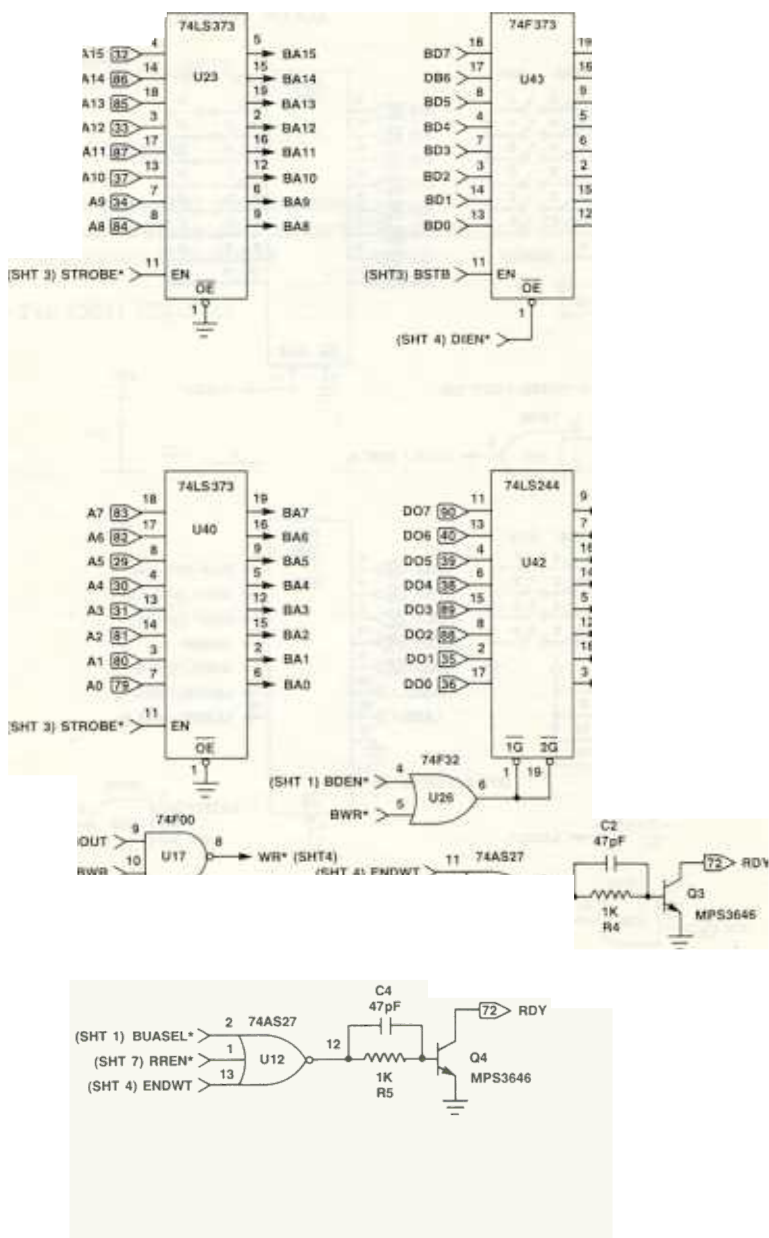 74LS373
U23
A15 32 4
A14 86 14
A13 85 18
A12 33 3
A11 87 17
A10 37 13
A9 34 7
A8 84 8
5 BA15
15 BA14
19 BA13
2 BA12
16 BA11
12 BA10
6 BA9
9 BA8
(SHT 3) STROBE* 11 EN
OE
1
74F373
U43
BD7 18
DB6 17
BD5 8
BD4 4
BD3 7
BD2 3
BD1 14
BD0 13
19
16
9
5
6
2
15
12
(SHT3) BSTB 11 EN
OE
1
(SHT 4) DIEN*
74LS373
U40
A7 83 18
A6 82 17
A5 29 8
A4 30 4
A3 31 13
A2 81 14
A1 80 3
A0 79 7
19 BA7
16 BA6
9 BA5
5 BA4
12 BA3
15 BA2
2 BA1
6 BA0
(SHT 3) STROBE* 11 EN
OE
1
74LS244
U42
DO7 90 11
DO6 40 13
DO5 39 4
DO4 38 6
DO3 89 15
DO2 88 8
DO1 35 2
DO0 36 17
9
7
16
14
5
12
18
3
1G 2G
1 19
74F32
(SHT 1) BDEN* 4
BWR* 5
U26
6
74F00
OUT 9
BWR 10
U17
8
WR* (SHT4)
(SHT 4) ENDWT 11 74AS27
C2
47pF
1K
R4
72 RDY
Q3
MPS3646
74AS27
(SHT 1) BUASEL* 2
(SHT 7) RREN* 1
(SHT 4) ENDWT 13
U12
12
C4
47pF
1K
R5
72 RDY
Q4
MPS3646